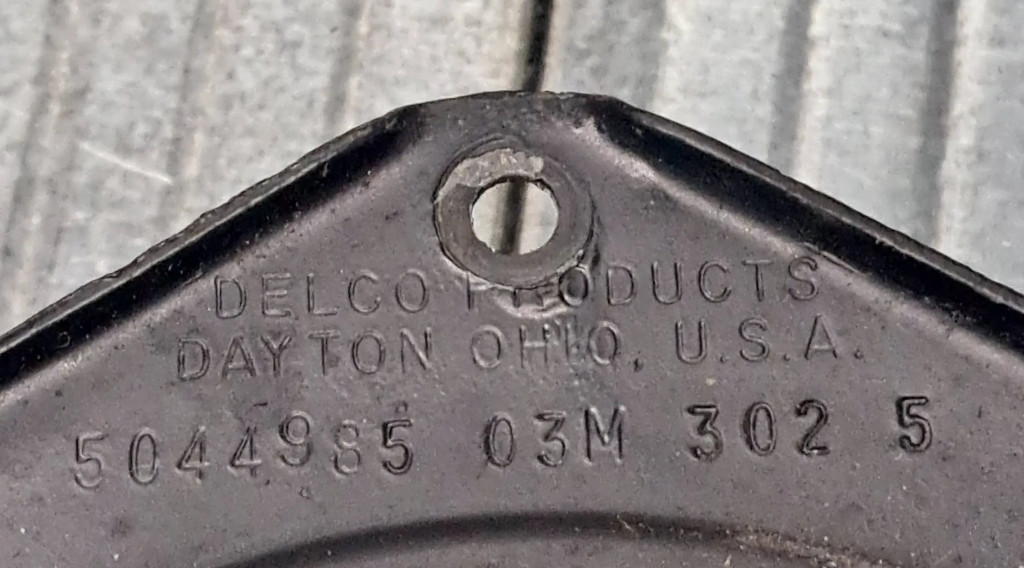 DELCO PRODUCTS
DAYTON OHIO, U.S.A.
5044985 03M 302 5